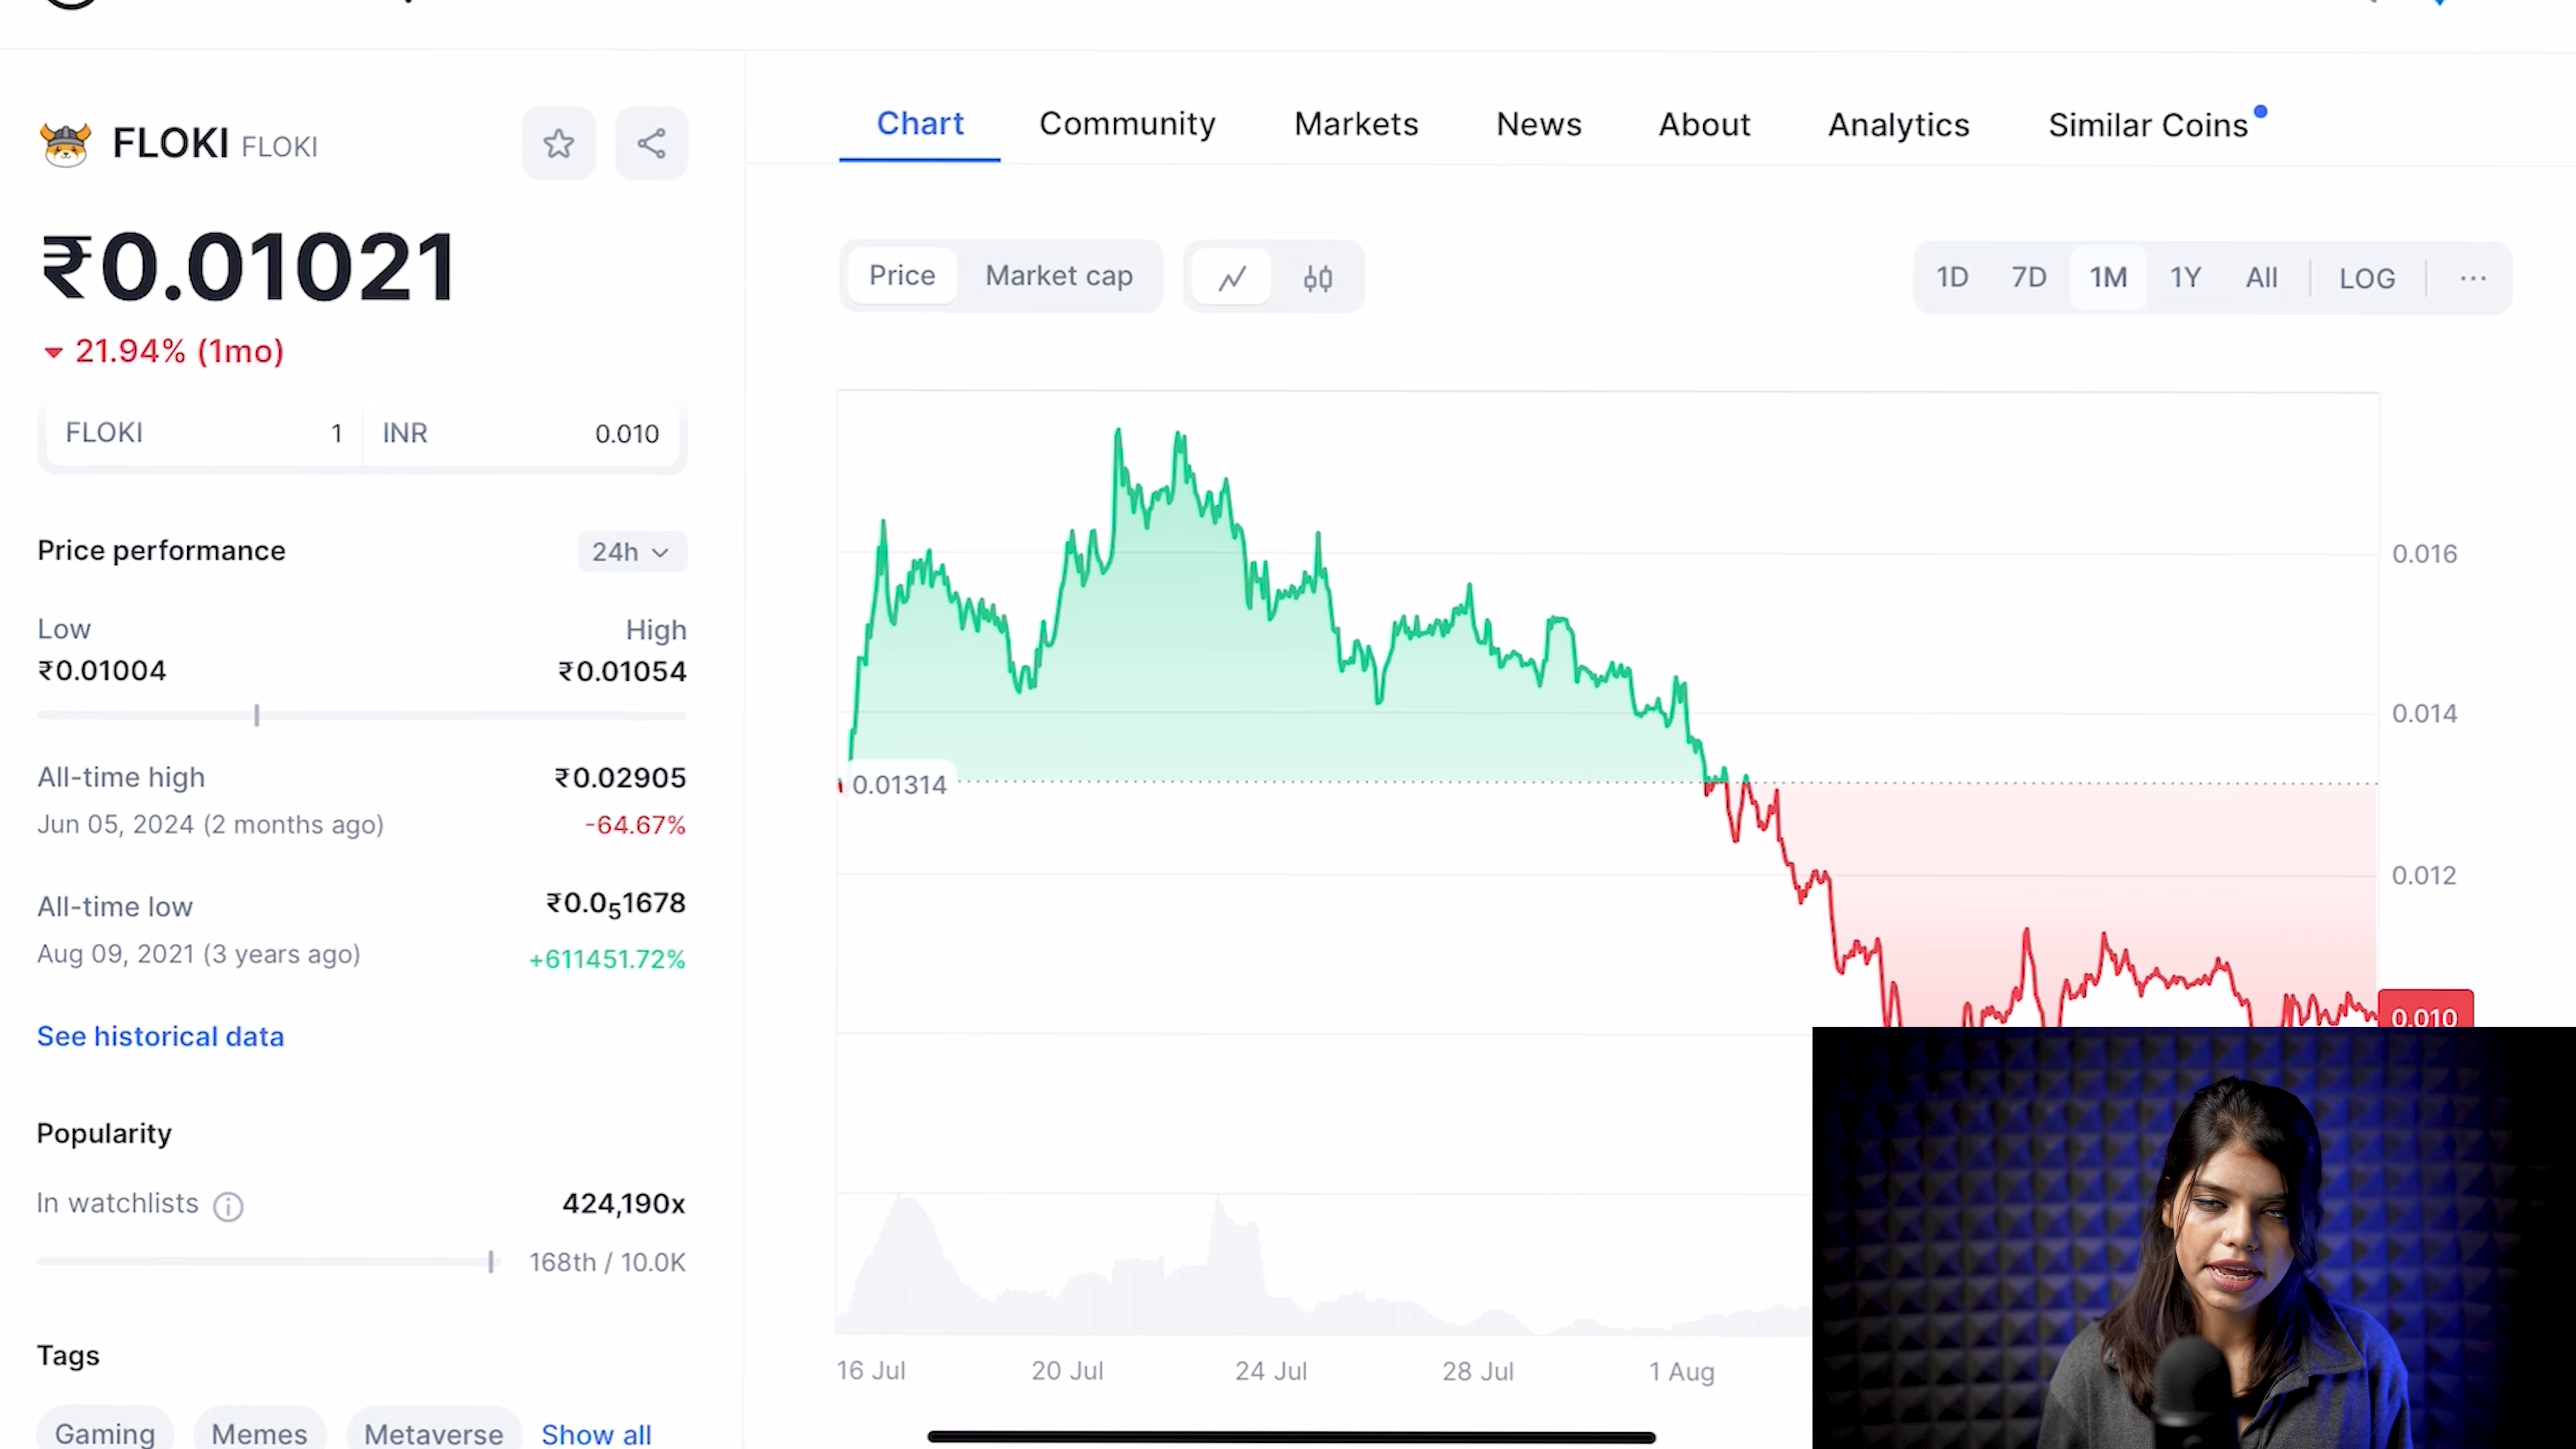 FLOKI FLOKI
₹0.01021
21.94% (1mo)
FLOKI 1 INR 0.010
Price performance 24h
Low High
₹0.01004 ₹0.01054
All-time high ₹0.02905
Jun 05, 2024 (2 months ago) -64.67%
All-time low ₹0.0₅1678
Aug 09, 2021 (3 years ago) +611451.72%
See historical data
Popularity
In watchlists 424,190x
168th / 10.0K
Tags
Gaming Memes Metaverse Show all
Chart Community Markets News About Analytics Similar Coins
Price Market cap 1D 7D 1M 1Y All LOG
0.016
0.014
0.01314
0.012
0.010
16 Jul 20 Jul 24 Jul 28 Jul 1 Aug